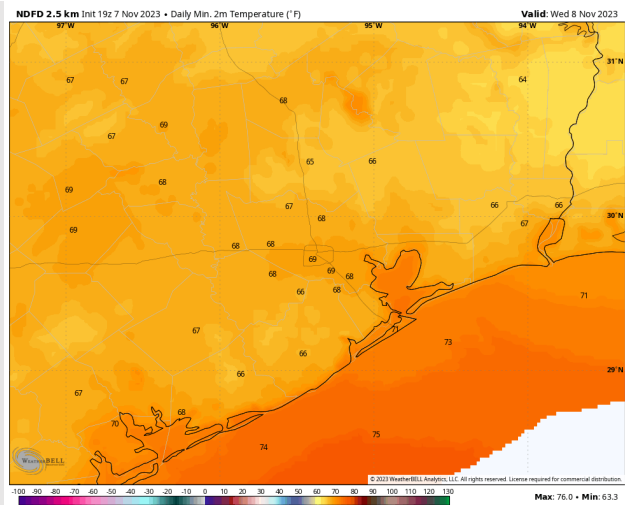 NDFD 2.5 km Init 19z 7 Nov 2023 • Daily Min. 2m Temperature (°F)
Valid: Wed 8 Nov 2023
97°W 96°W 95°W 94°W
31°N
67 67 64
68
67 69
65 66
69 68
67 66 66
30°N
68 67
69
68 68
69
68 69 68
66 68
71
71
67 73
66
29°N
66
67
70 68
74 75
WEATHERBELL
© 2023 WeatherBELL Analytics, LLC. All rights reserved. License required for commercial distribution.
-100 -90 -80 -70 -60 -50 -40 -30 -20 -10 0 10 20 30 40 50 60 70 80 90 100 110 120 130
Max: 76.0 • Min: 63.3